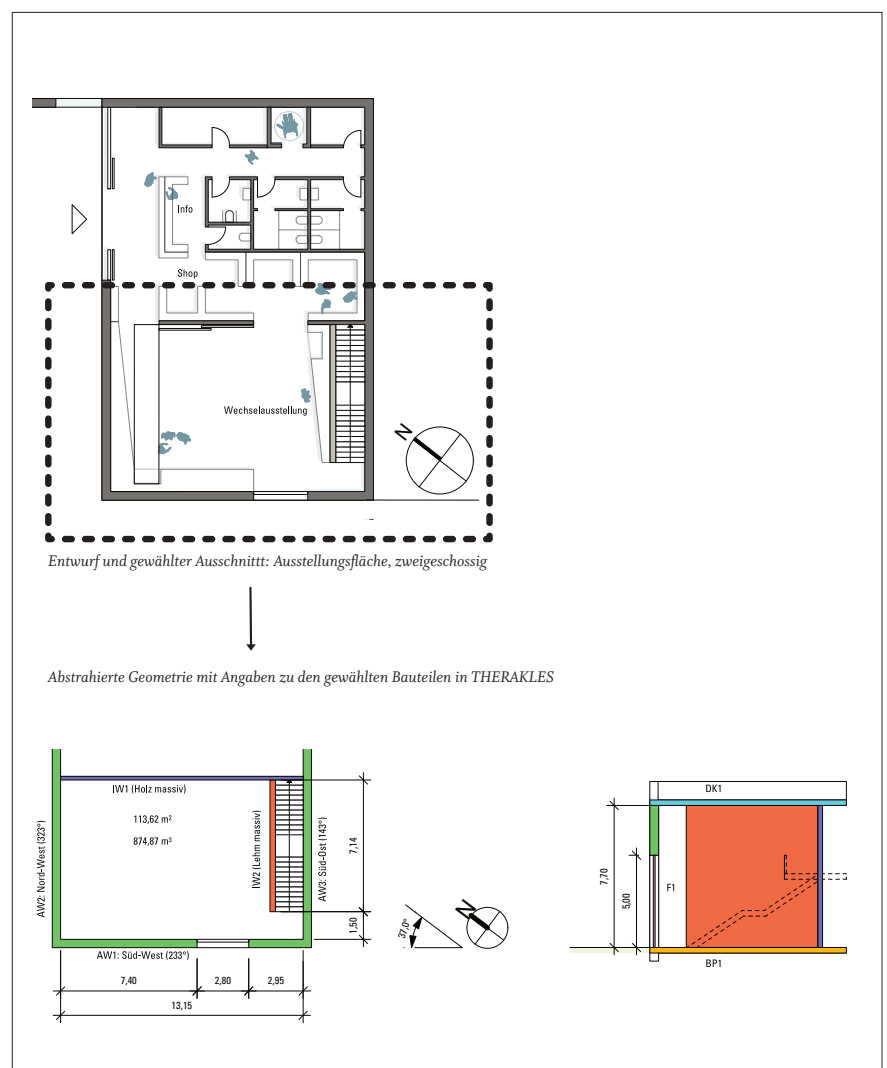 Info
Shop
Wechselausstellung
N
Entwurf und gewählter Ausschnittt: Ausstellungsfläche, zweigeschossig
Abstrahierte Geometrie mit Angaben zu den gewählten Bauteilen in THERAKLES
IW1 (Holz massiv)
113,62 m²
874,87 m³
AW2: Nord-West (323°)
IW2 (Lehm massiv)
AW3: Süd-Ost (143°)
7,14
1,50
AW1: Süd-West (233°)
7,40
2,80
2,95
13,15
37,0°
N
DK1
7,70
5,00
F1
BP1